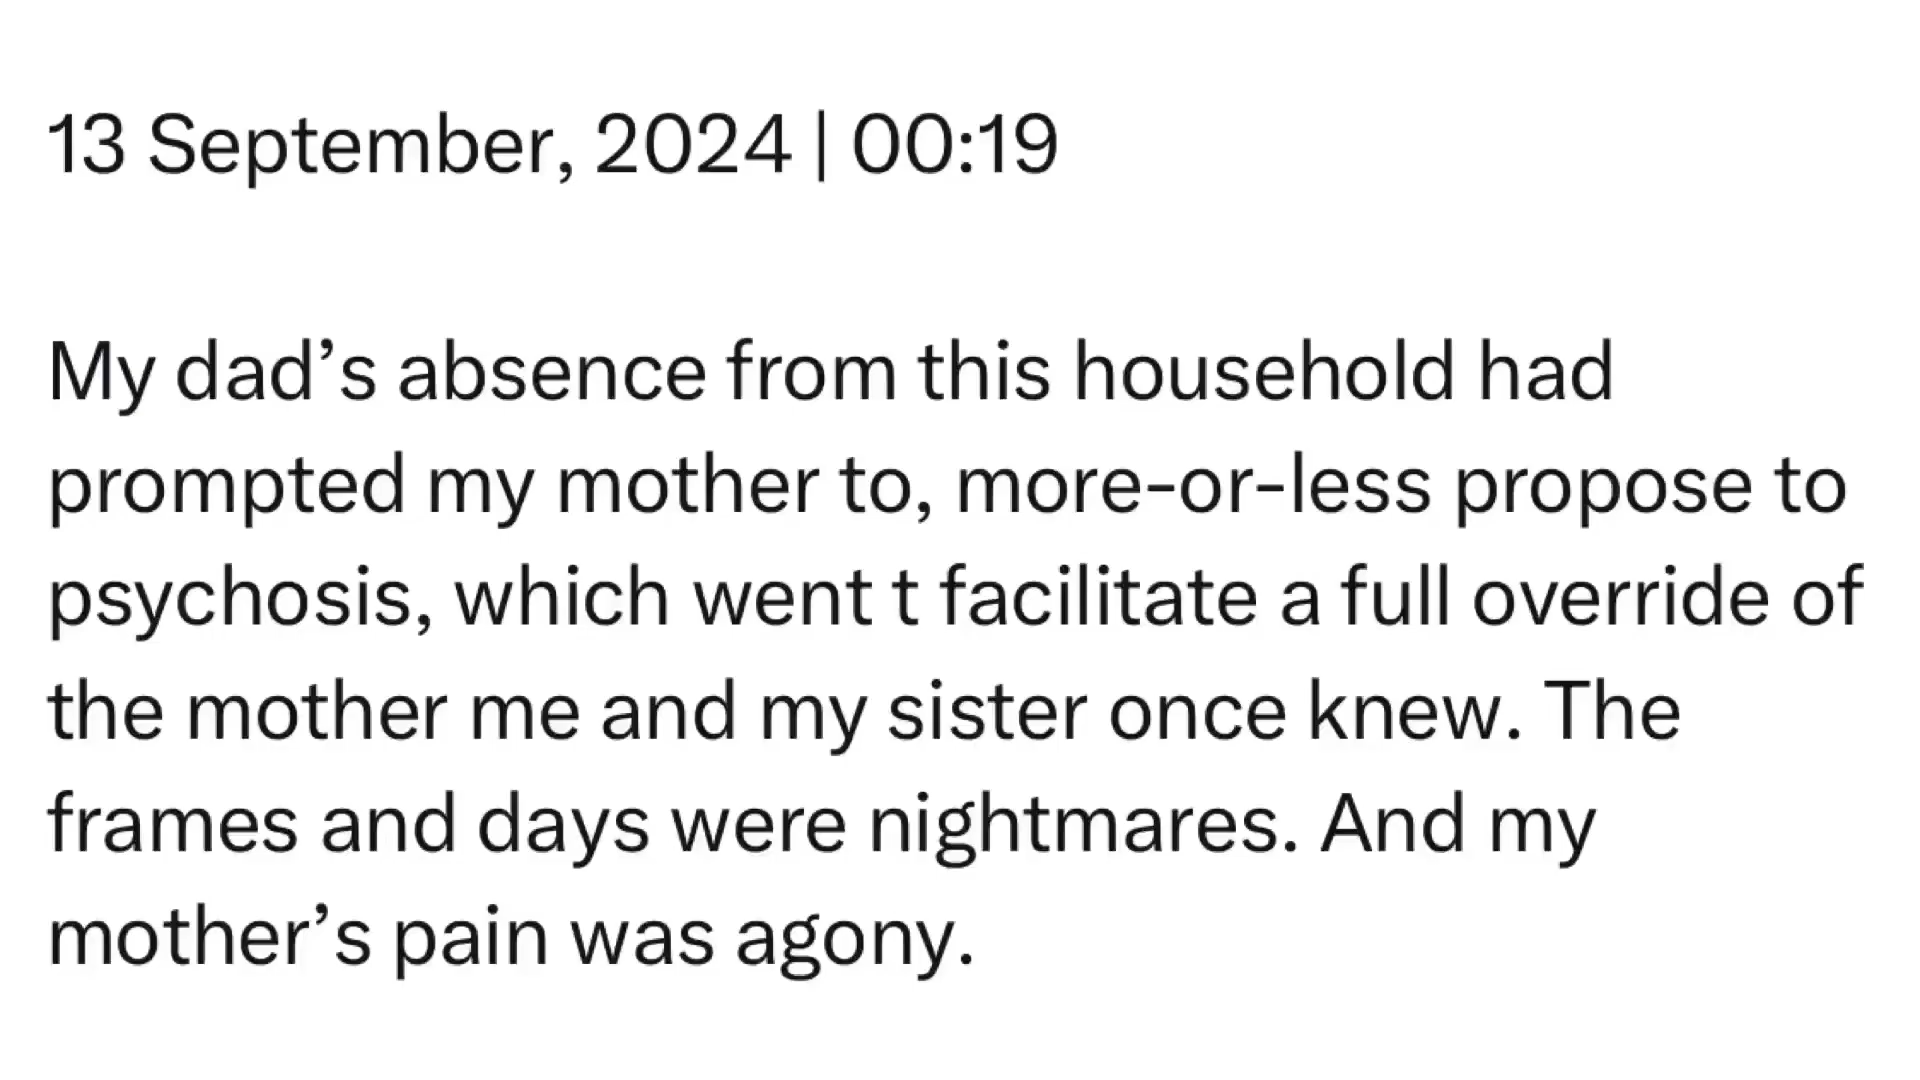 13 September, 2024 | 00:19
My dad’s absence from this household had
prompted my mother to, more-or-less propose to
psychosis, which went t facilitate a full override of
the mother me and my sister once knew. The
frames and days were nightmares. And my
mother’s pain was agony.